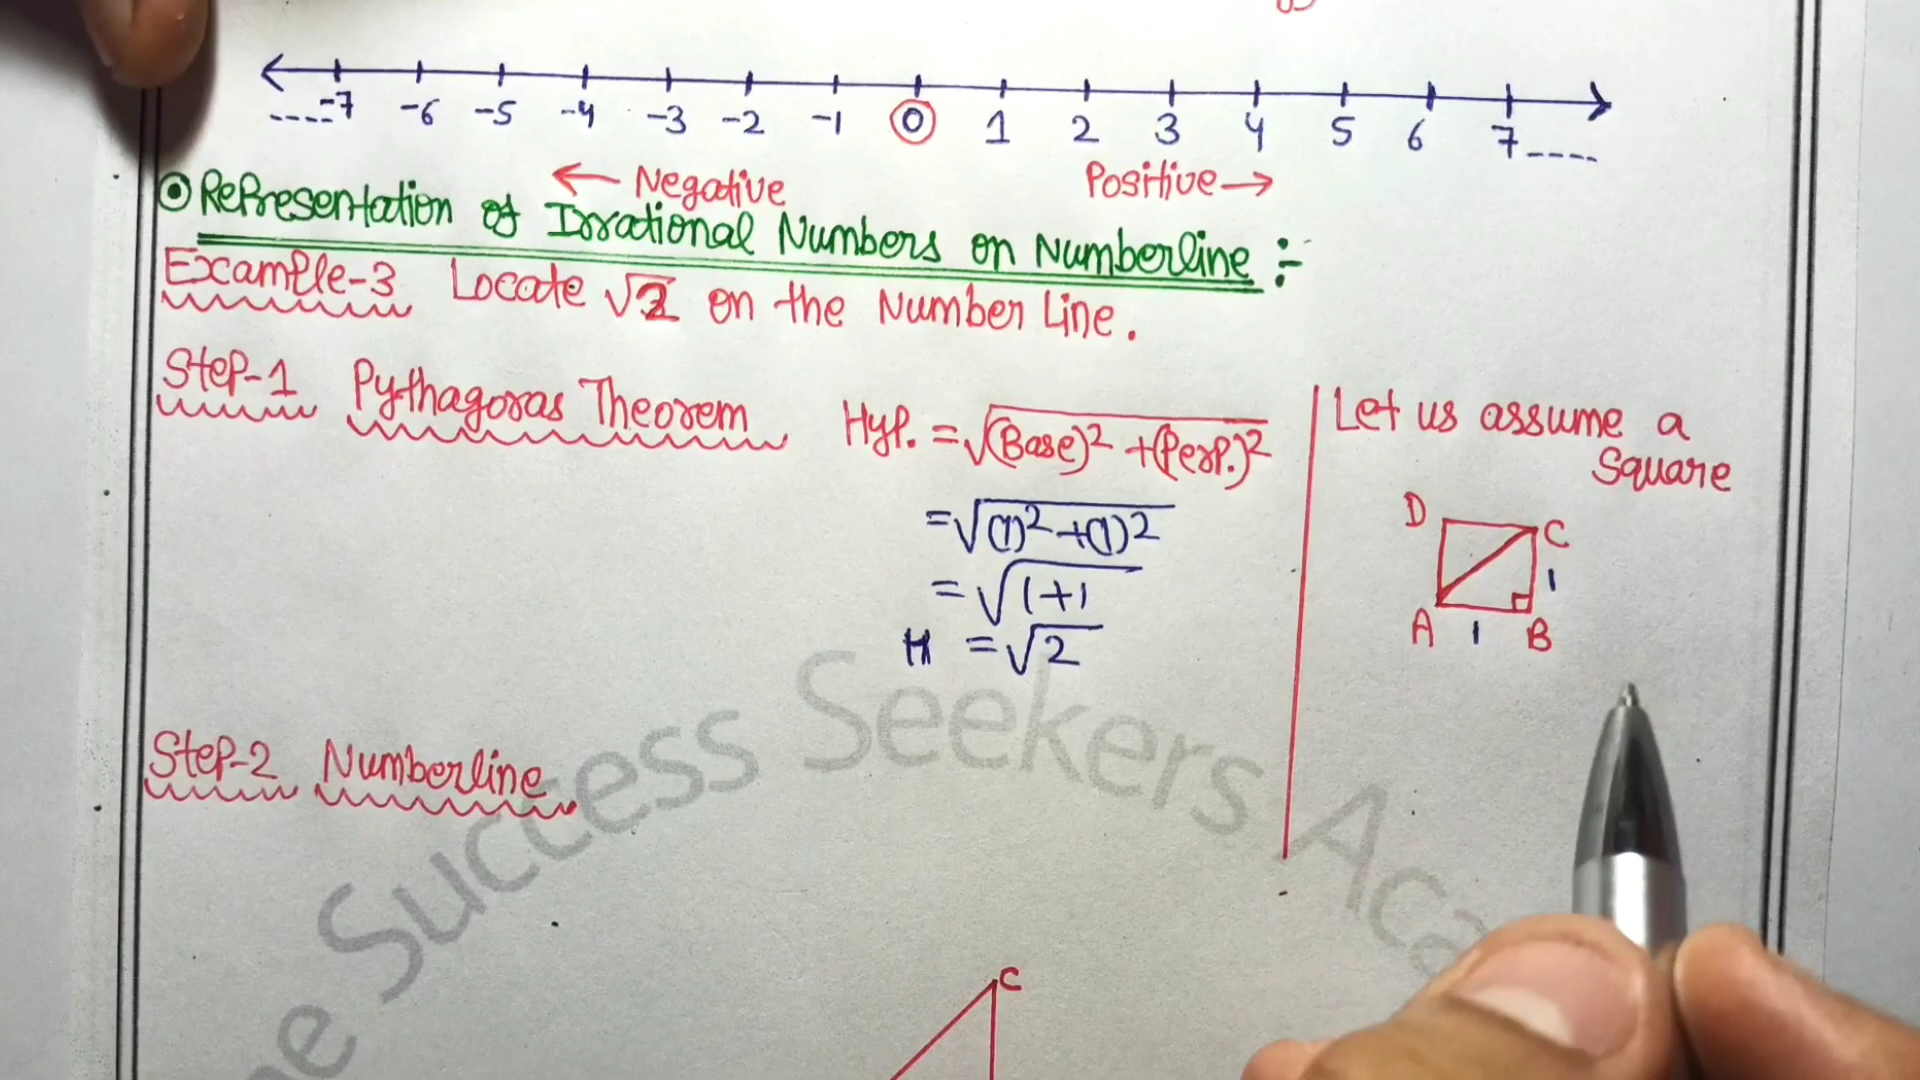 ----7 -6 -5 -4 -3 -2 -1 0 1 2 3 4 5 6 7----
← Negative Positive →
Representation of Irrational Numbers on Numberline :-
Example-3 Locate √2 on the Number Line.
Step-1 Pythagoras Theorem
Hyp. = √(Base)² + (Perp.)²
= √(1)² + (1)²
= √1+1
H = √2
Let us assume a
Square
D C
1
A 1 B
Step-2 Numberline
C
Success Seekers